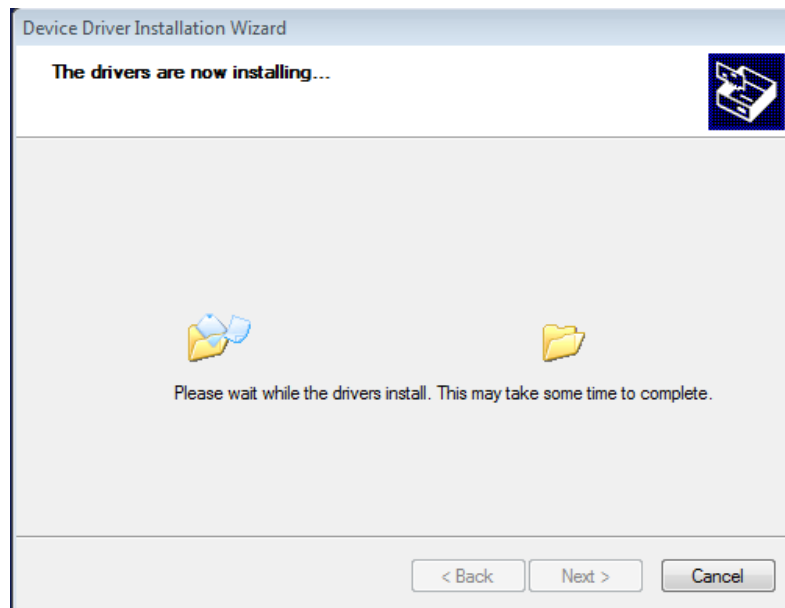 Device Driver Installation Wizard
The drivers are now installing...
Please wait while the drivers install. This may take some time to complete.
< Back Next > Cancel